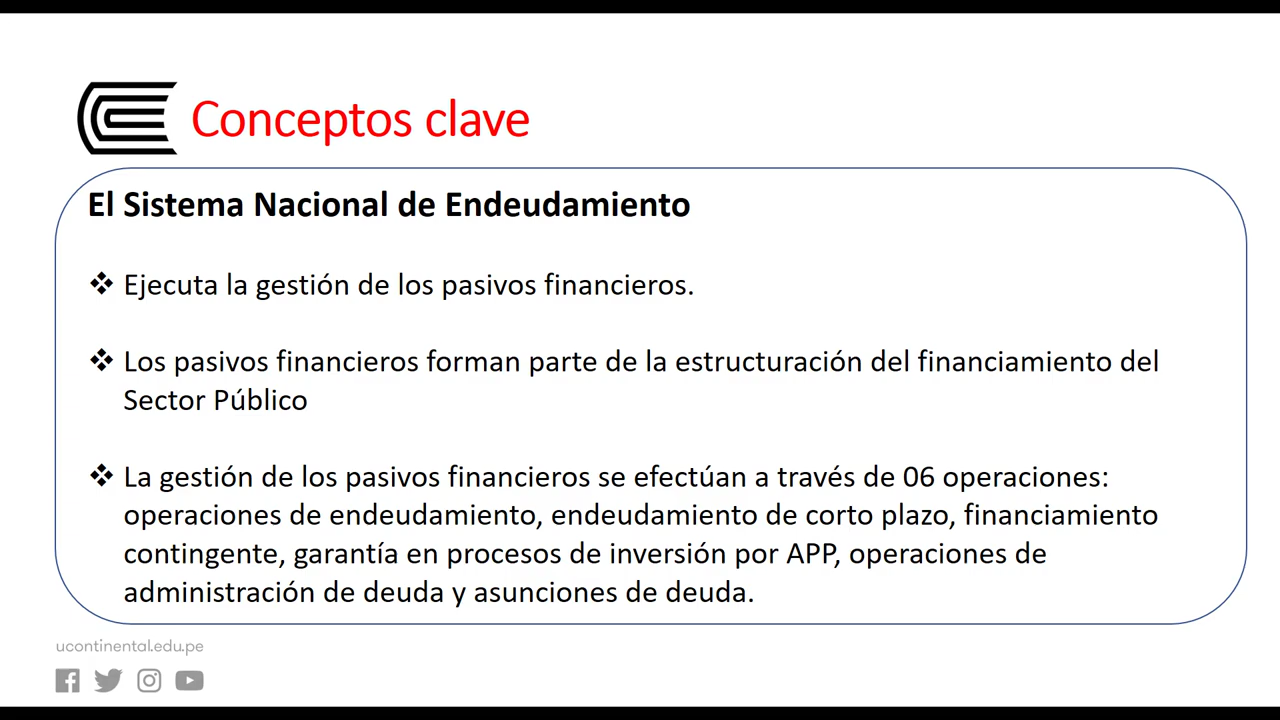 Conceptos clave
El Sistema Nacional de Endeudamiento
❖ Ejecuta la gestión de los pasivos financieros.
❖ Los pasivos financieros forman parte de la estructuración del financiamiento del
Sector Público
❖ La gestión de los pasivos financieros se efectúan a través de 06 operaciones:
operaciones de endeudamiento, endeudamiento de corto plazo, financiamiento
contingente, garantía en procesos de inversión por APP, operaciones de
administración de deuda y asunciones de deuda.
ucontinental.edu.pe